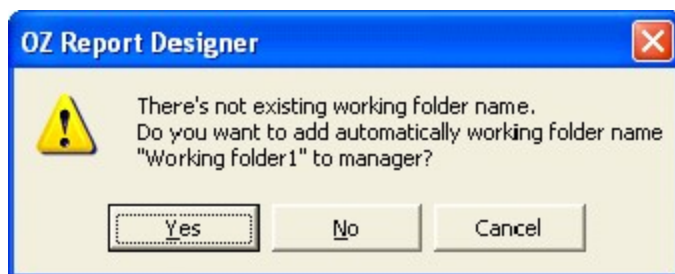 OZ Report Designer
There's not existing working folder name.
Do you want to add automatically working folder name
"Working folder1" to manager?
Yes No Cancel